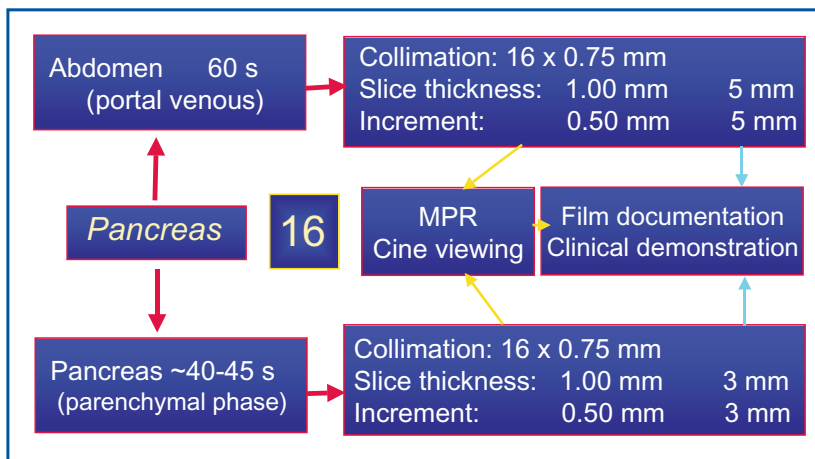 Abdomen 60 s
(portal venous)
Collimation: 16 x 0.75 mm
Slice thickness: 1.00 mm 5 mm
Increment: 0.50 mm 5 mm
Pancreas
16
MPR
Cine viewing
Film documentation
Clinical demonstration
Pancreas ~40-45 s
(parenchymal phase)
Collimation: 16 x 0.75 mm
Slice thickness: 1.00 mm 3 mm
Increment: 0.50 mm 3 mm